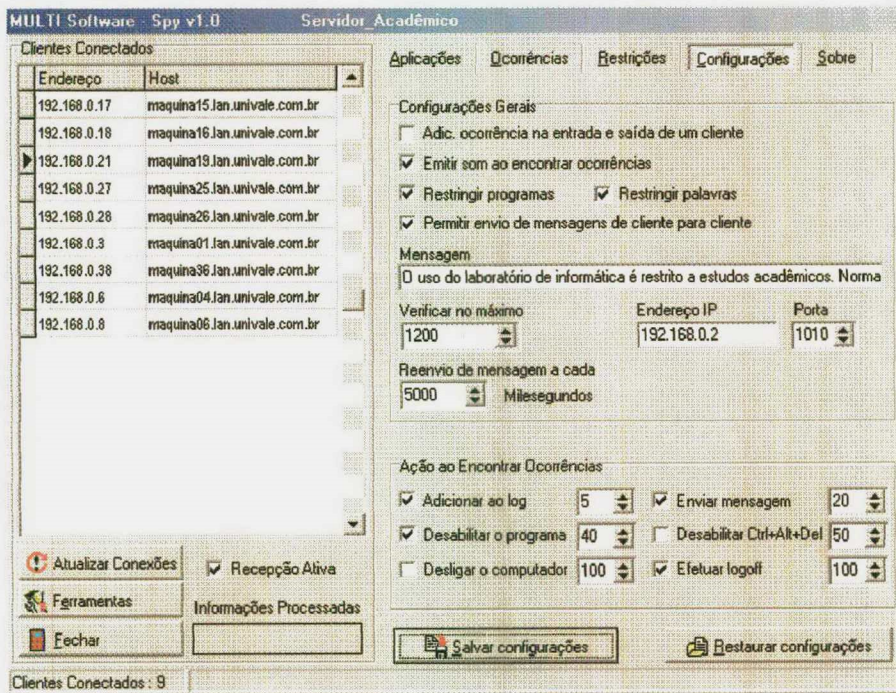 MULTI Software - Spy v1.0 Servidor_Acadêmico
Clientes Conectados
Endereço Host
192.168.0.17 maquina15.lan.univale.com.br
192.168.0.18 maquina16.lan.univale.com.br
192.168.0.21 maquina19.lan.univale.com.br
192.168.0.27 maquina25.lan.univale.com.br
192.168.0.28 maquina26.lan.univale.com.br
192.168.0.3 maquina01.lan.univale.com.br
192.168.0.38 maquina36.lan.univale.com.br
192.168.0.6 maquina04.lan.univale.com.br
192.168.0.8 maquina06.lan.univale.com.br
Atualizar Conexões
Recepção Ativa
Ferramentas
Informações Processadas
Fechar
Clientes Conectados : 9
Aplicações Ocorrências Restrições Configurações Sobre
Configurações Gerais
Adic. ocorrência na entrada e saída de um cliente
Emitir som ao encontrar ocorrências
Restringir programas Restringir palavras
Permitir envio de mensagens de cliente para cliente
Mensagem
O uso do laboratório de informática é restrito a estudos acadêmicos. Norma
Verificar no máximo Endereço IP Porta
1200 192.168.0.2 1010
Reenvio de mensagem a cada
5000 Milesegundos
Ação ao Encontrar Ocorrências
Adicionar ao log 5 Enviar mensagem 20
Desabilitar o programa 40 Desabilitar Ctrl+Alt+Del 50
Desligar o computador 100 Efetuar logoff 100
Salvar configurações Restaurar configurações